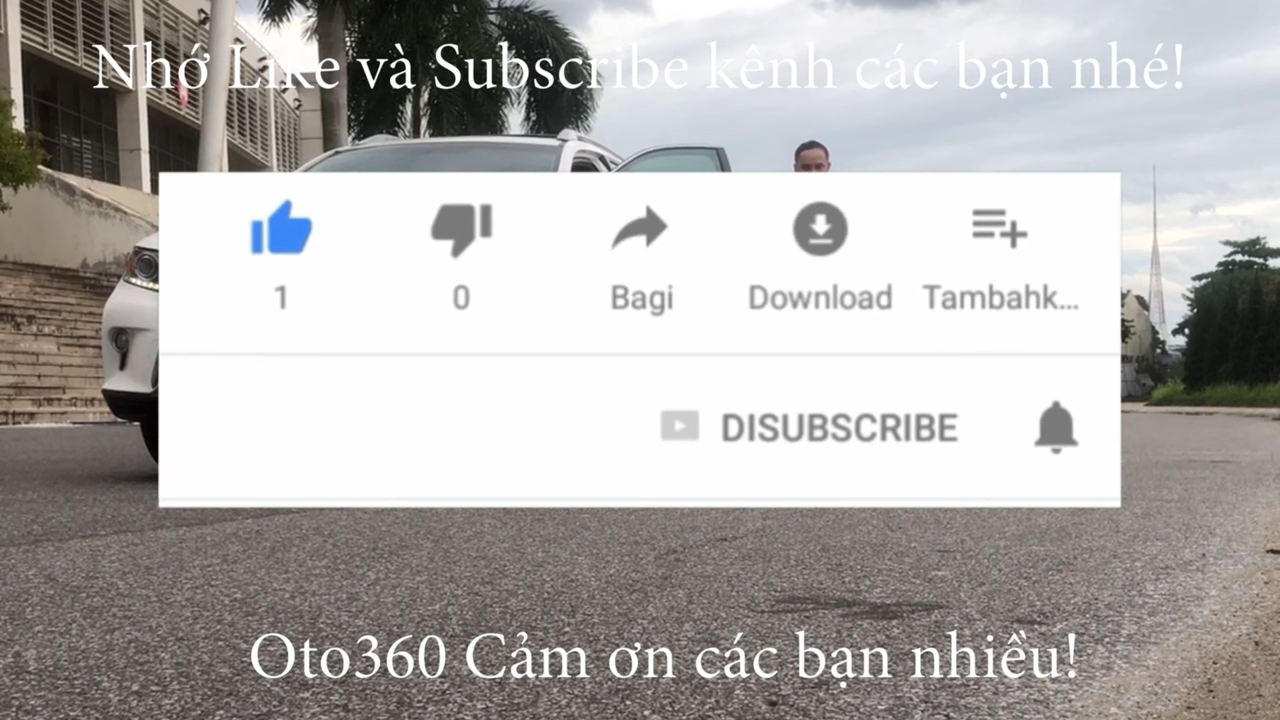 Nhớ Like và Subscribe kênh các bạn nhé!
1 0 Bagi Download Tambahk...
DISUBSCRIBE
Oto360 Cảm ơn các bạn nhiều!